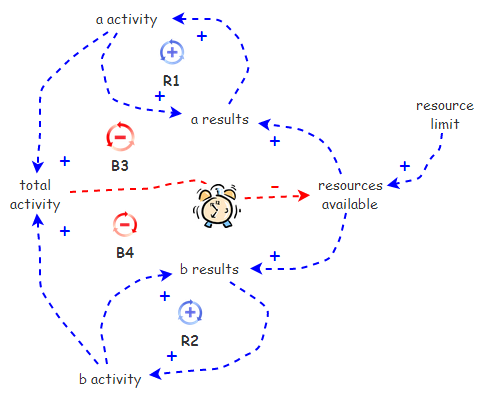 a activity
+
R1
+
a results
resource
limit
+
+
B3
+
total
activity
-
resources
available
+
B4
+
b results
+
R2
+
b activity